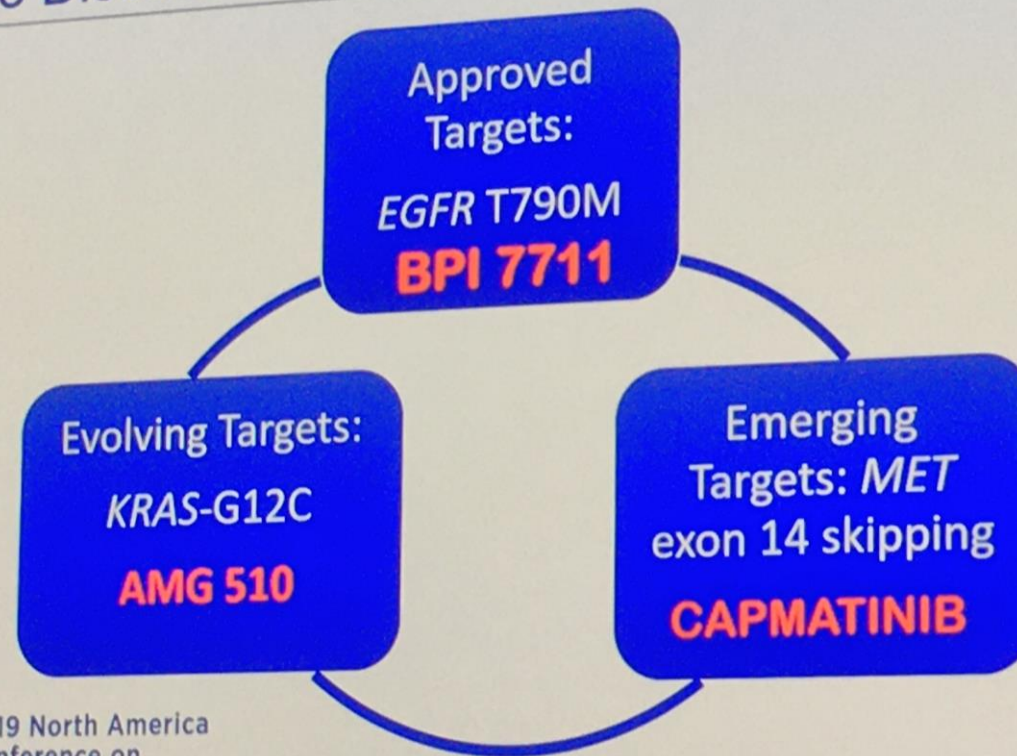 Approved
Targets:
EGFR T790M
BPI 7711
Evolving Targets:
KRAS-G12C
AMG 510
Emerging
Targets: MET
exon 14 skipping
CAPMATINIB
19 North America